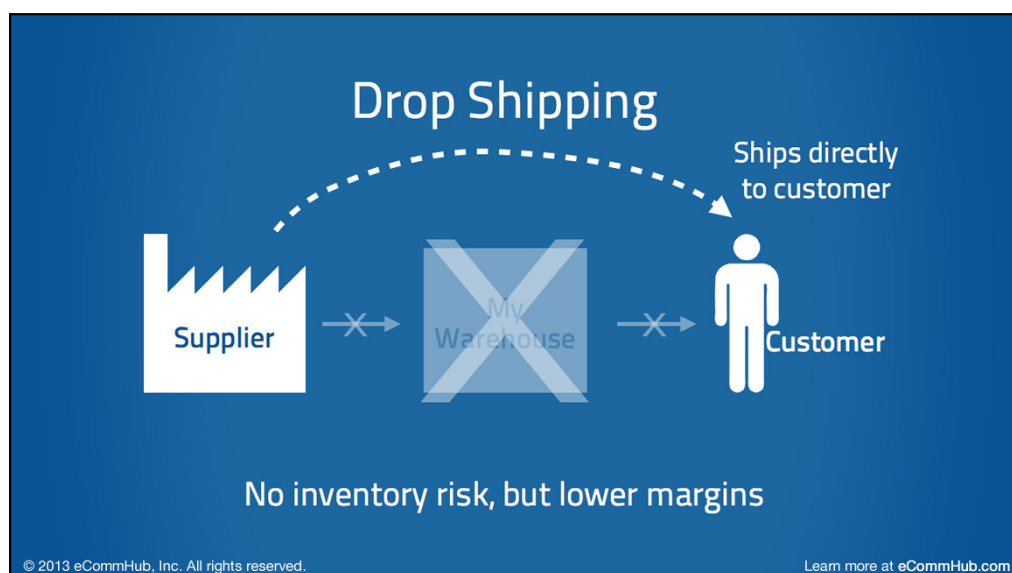 Drop Shipping
Ships directly
to customer
Supplier
My
Warehouse
Customer
No inventory risk, but lower margins
© 2013 eCommHub, Inc. All rights reserved.
Learn more at eCommHub.com